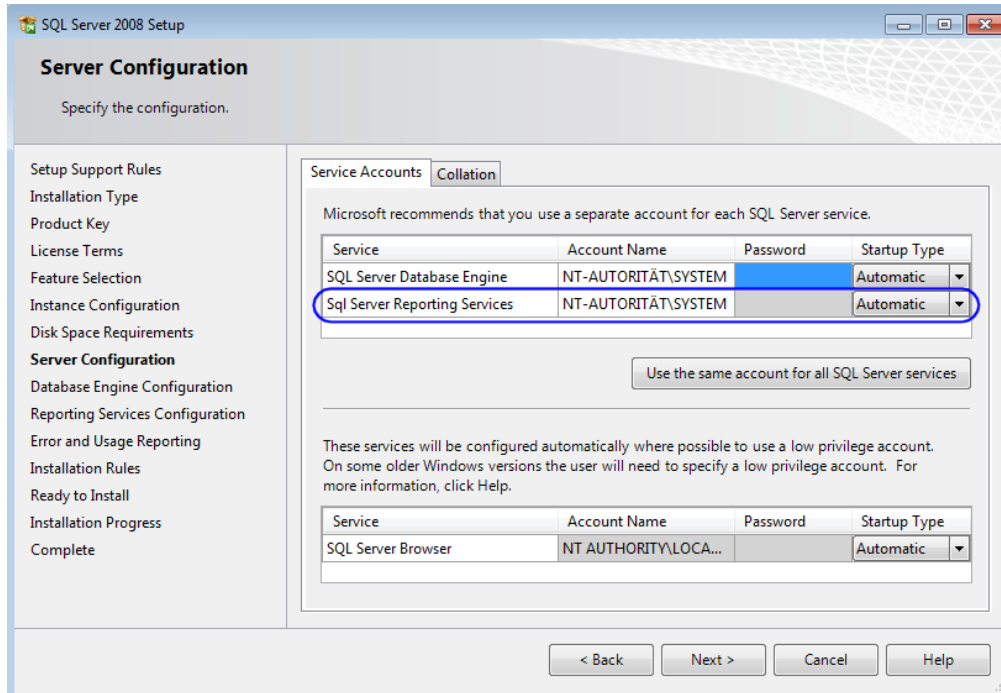 SQL Server 2008 Setup
Server Configuration
Specify the configuration.
Setup Support Rules
Installation Type
Product Key
License Terms
Feature Selection
Instance Configuration
Disk Space Requirements
Server Configuration
Database Engine Configuration
Reporting Services Configuration
Error and Usage Reporting
Installation Rules
Ready to Install
Installation Progress
Complete
Service Accounts Collation
Microsoft recommends that you use a separate account for each SQL Server service.
Service Account Name Password Startup Type
SQL Server Database Engine NT-AUTORITÄT\SYSTEM Automatic
Sql Server Reporting Services NT-AUTORITÄT\SYSTEM Automatic
Use the same account for all SQL Server services
These services will be configured automatically where possible to use a low privilege account.
On some older Windows versions the user will need to specify a low privilege account. For
more information, click Help.
Service Account Name Password Startup Type
SQL Server Browser NT AUTHORITY\LOCA... Automatic
< Back Next > Cancel Help